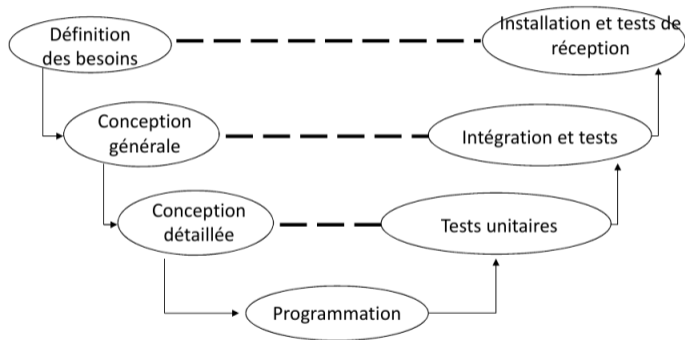 Définition
des besoins
Installation et tests de
réception
Conception
générale
Intégration et tests
Conception
détaillée
Tests unitaires
Programmation